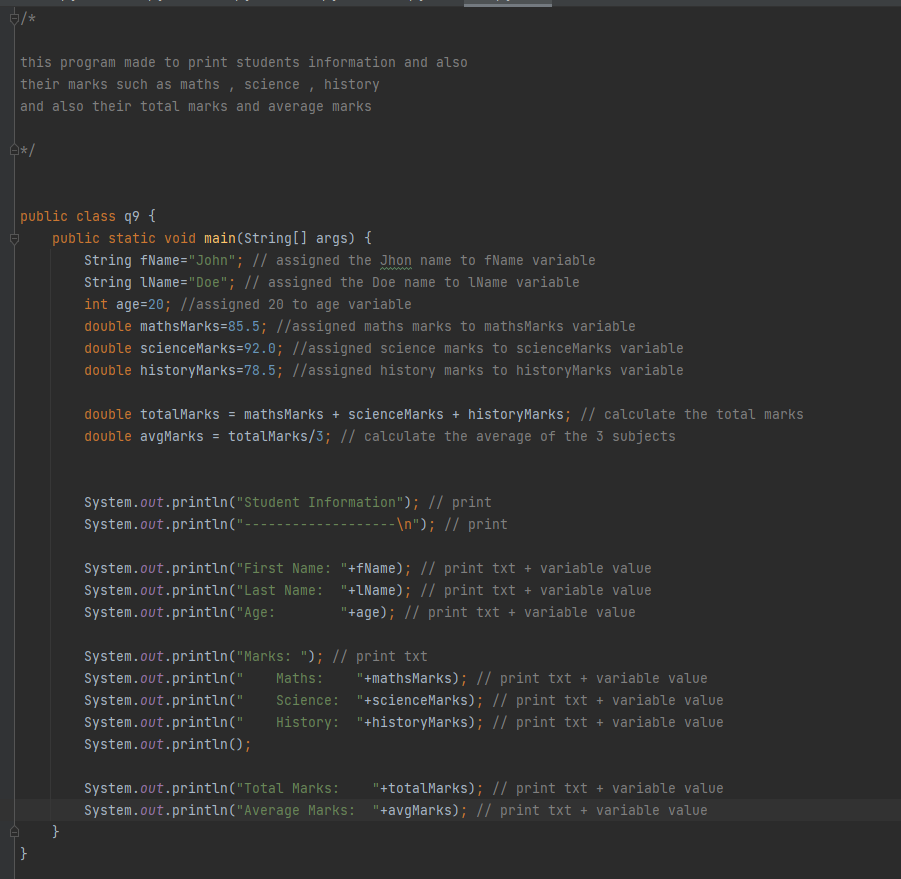 /*
this program made to print students information and also
their marks such as maths , science , history
and also their total marks and average marks
*/
public class q9 {
    public static void main(String[] args) {
        String fName="John"; // assigned the Jhon name to fName variable
        String lName="Doe"; // assigned the Doe name to lName variable
        int age=20; //assigned 20 to age variable
        double mathsMarks=85.5; //assigned maths marks to mathsMarks variable
        double scienceMarks=92.0; //assigned science marks to scienceMarks variable
        double historyMarks=78.5; //assigned history marks to historyMarks variable
        double totalMarks = mathsMarks + scienceMarks + historyMarks; // calculate the total marks
        double avgMarks = totalMarks/3; // calculate the average of the 3 subjects
        System.out.println("Student Information"); // print
        System.out.println("-------------------\n"); // print
        System.out.println("First Name: "+fName); // print txt + variable value
        System.out.println("Last Name:  "+lName); // print txt + variable value
        System.out.println("Age:        "+age); // print txt + variable value
        System.out.println("Marks: "); // print txt
        System.out.println("    Maths:    "+mathsMarks); // print txt + variable value
        System.out.println("    Science:  "+scienceMarks); // print txt + variable value
        System.out.println("    History:  "+historyMarks); // print txt + variable value
        System.out.println();
        System.out.println("Total Marks:    "+totalMarks); // print txt + variable value
        System.out.println("Average Marks:  "+avgMarks); // print txt + variable value
    }
}